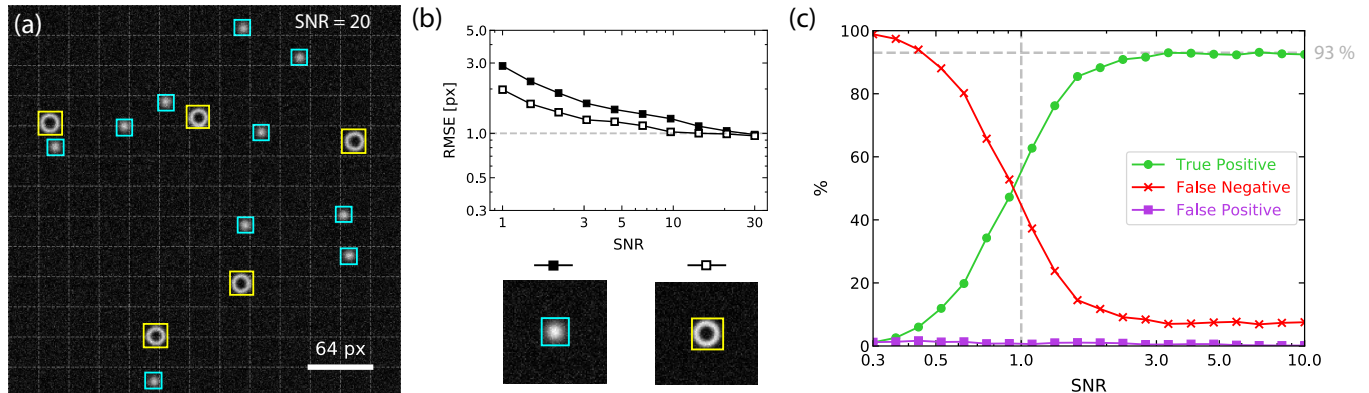 (a)
SNR = 20
64 px
(b)
5.0
3.0
1.0
0.5
0.3
RMSE [px]
1
3
5
10
30
SNR
(c)
100
80
60
40
20
0
%
93 %
True Positive
False Negative
False Positive
0.3
0.5
1.0
3.0
5.0
10.0
SNR